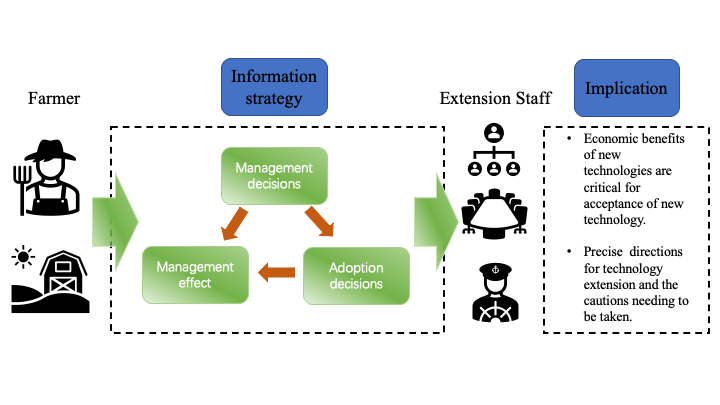 Farmer
Information
strategy
Extension Staff
Implication
Management
decisions
Management
effect
Adoption
decisions
• Economic benefits
of new
technologies are
critical for
acceptance of new
technology.
• Precise directions
for technology
extension and the
cautions needing to
be taken.